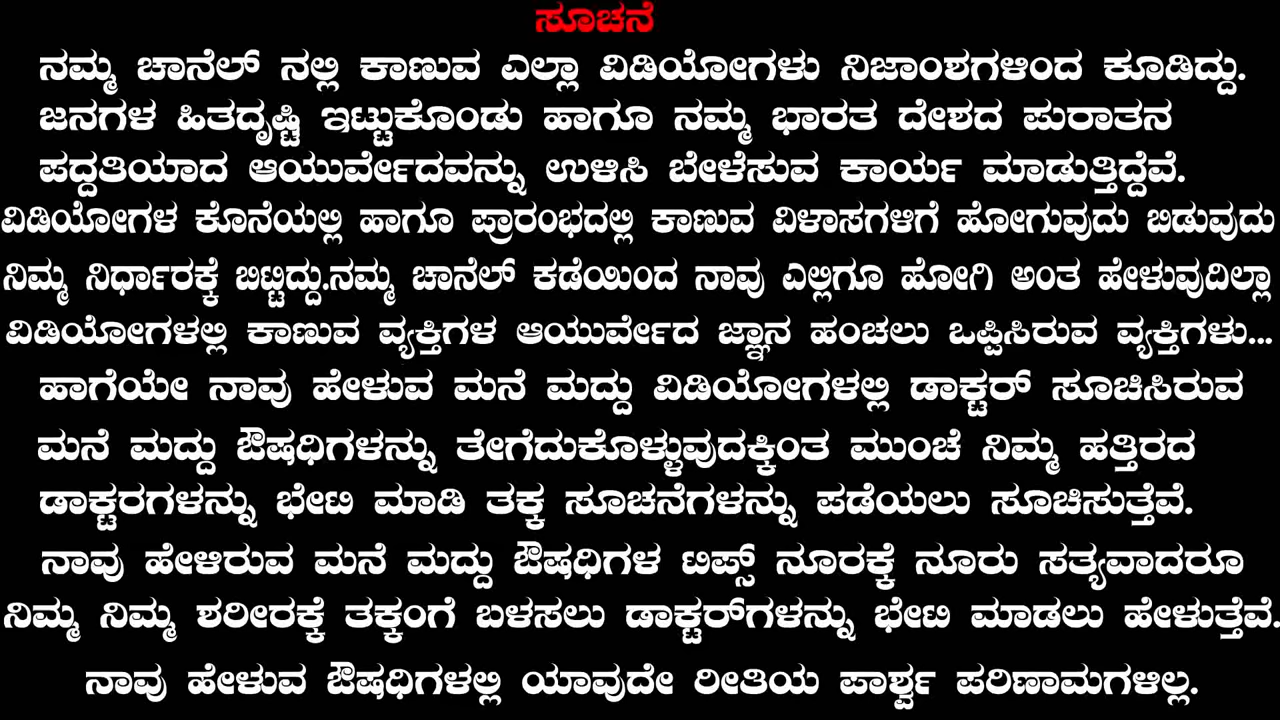 ಸೂಚನೆ
ನಮ್ಮ ಚಾನೆಲ್ ನಲ್ಲಿ ಕಾಣುವ ಎಲ್ಲಾ ವಿಡಿಯೋಗಳು ನಿಜಾಂಶಗಳಿಂದ ಕೂಡಿದ್ದು.
ಜನಗಳ ಹಿತದೃಷ್ಟಿ ಇಟ್ಟುಕೊಂಡು ಹಾಗೂ ನಮ್ಮ ಭಾರತ ದೇಶದ ಪುರಾತನ
ಪದ್ದತಿಯಾದ ಆಯುರ್ವೇದವನ್ನು ಉಳಿಸಿ ಬೇಳೆಸುವ ಕಾರ್ಯ ಮಾಡುತ್ತಿದ್ದೆವೆ.
ವಿಡಿಯೋಗಳ ಕೊನೆಯಲ್ಲಿ ಹಾಗೂ ಪ್ರಾರಂಭದಲ್ಲಿ ಕಾಣುವ ವಿಳಾಸಗಳಿಗೆ ಹೋಗುವುದು ಬಿಡುವುದು
ನಿಮ್ಮ ನಿರ್ಧಾರಕ್ಕೆ ಬಿಟ್ಟಿದ್ದು.ನಮ್ಮ ಚಾನೆಲ್ ಕಡೆಯಿಂದ ನಾವು ಎಲ್ಲಿಗೂ ಹೋಗಿ ಅಂತ ಹೇಳುವುದಿಲ್ಲಾ
ವಿಡಿಯೋಗಳಲ್ಲಿ ಕಾಣುವ ವ್ಯಕ್ತಿಗಳ ಆಯುರ್ವೇದ ಜ್ಞಾನ ಹಂಚಲು ಒಪ್ಪಿಸಿರುವ ವ್ಯಕ್ತಿಗಳು...
ಹಾಗೆಯೇ ನಾವು ಹೇಳುವ ಮನೆ ಮದ್ದು ವಿಡಿಯೋಗಳಲ್ಲಿ ಡಾಕ್ಟರ್ ಸೂಚಿಸಿರುವ
ಮನೆ ಮದ್ದು ಔಷಧಿಗಳನ್ನು ತೇಗೆದುಕೊಳ್ಳುವುದಕ್ಕಿಂತ ಮುಂಚೆ ನಿಮ್ಮ ಹತ್ತಿರದ
ಡಾಕ್ಟರಗಳನ್ನು ಭೇಟಿ ಮಾಡಿ ತಕ್ಕ ಸೂಚನೆಗಳನ್ನು ಪಡೆಯಲು ಸೂಚಿಸುತ್ತೆವೆ.
ನಾವು ಹೇಳಿರುವ ಮನೆ ಮದ್ದು ಔಷಧಿಗಳ ಟಿಪ್ಸ್ ನೂರಕ್ಕೆ ನೂರು ಸತ್ಯವಾದರೂ
ನಿಮ್ಮ ನಿಮ್ಮ ಶರೀರಕ್ಕೆ ತಕ್ಕಂಗೆ ಬಳಸಲು ಡಾಕ್ಟರ್‌ಗಳನ್ನು ಭೇಟಿ ಮಾಡಲು ಹೇಳುತ್ತೆವೆ.
ನಾವು ಹೇಳುವ ಔಷಧಿಗಳಲ್ಲಿ ಯಾವುದೇ ರೀತಿಯ ಪಾರ್ಶ್ವ ಪರಿಣಾಮಗಳಿಲ್ಲ.